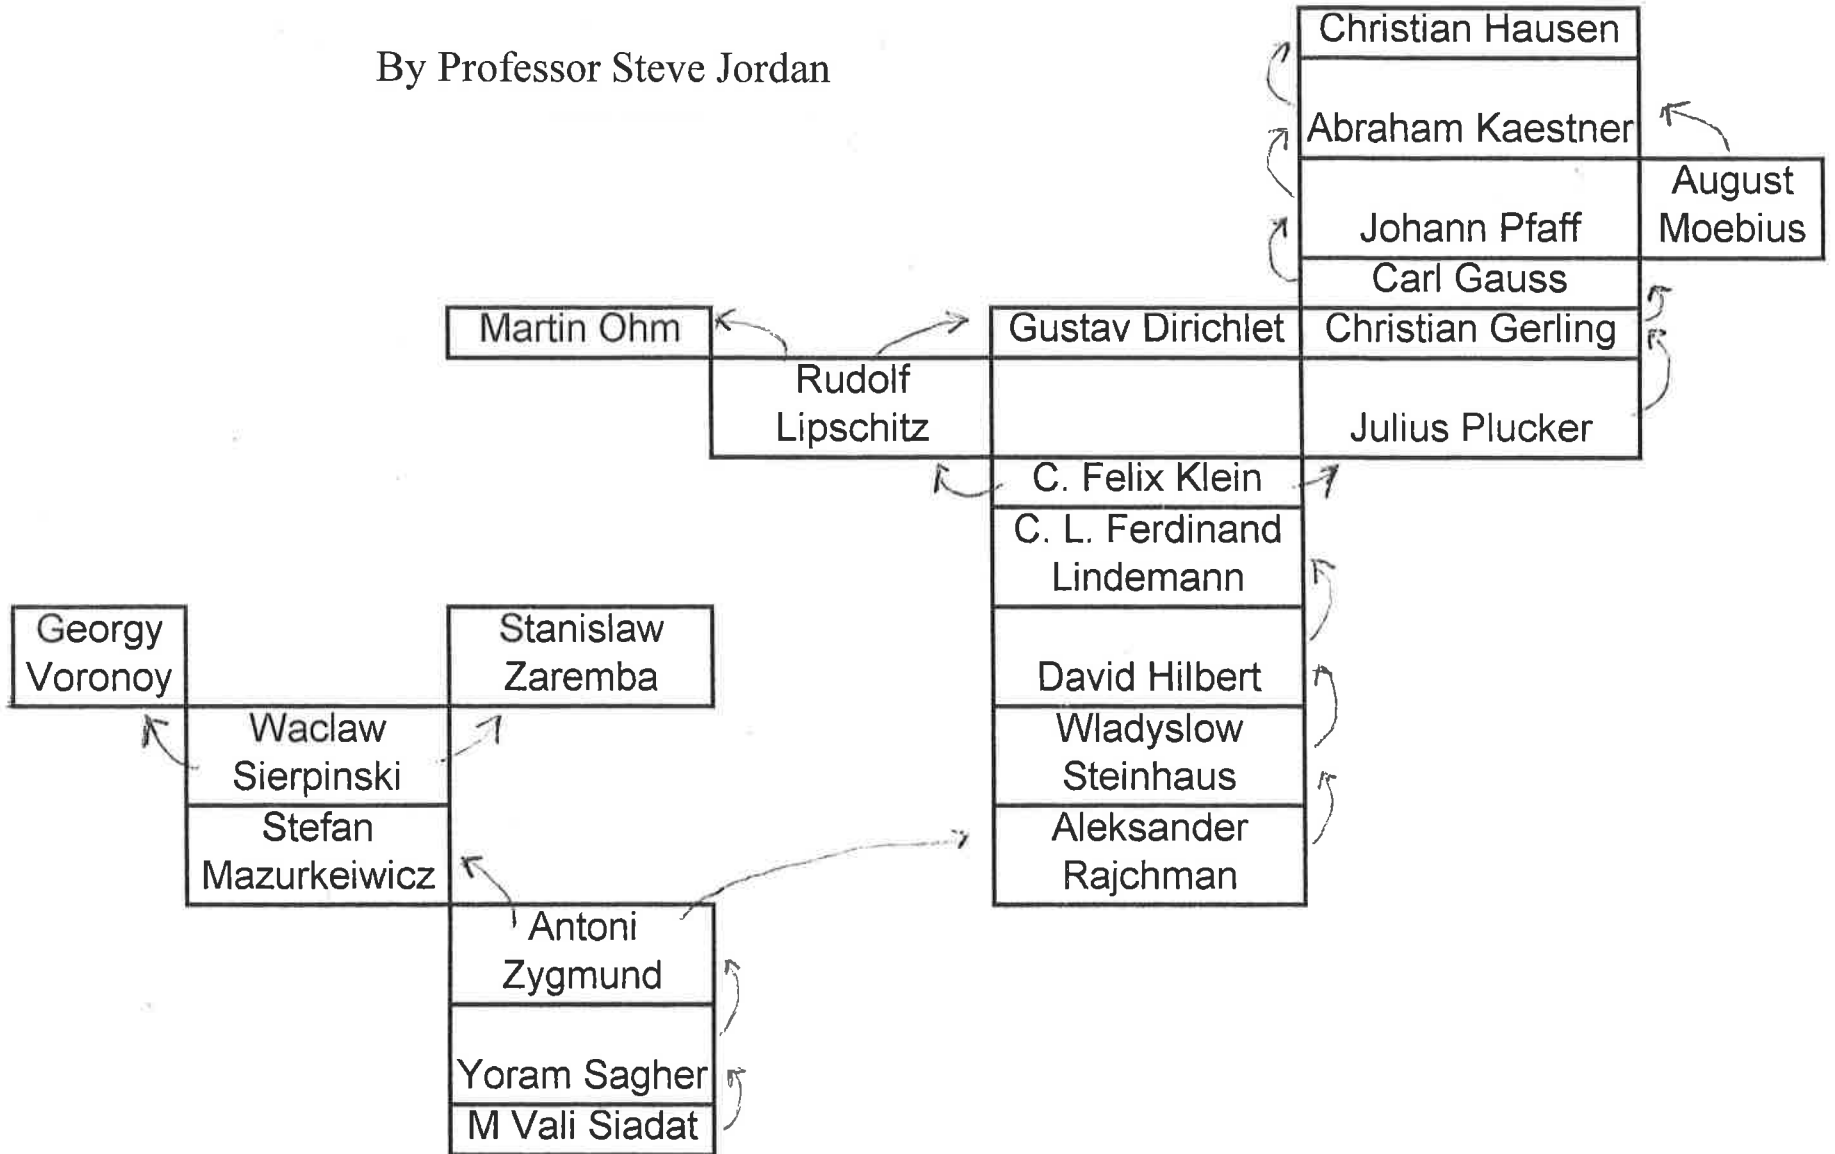 Christian Hausen
By Professor Steve Jordan
Abraham Kaestner
August
Moebius
Johann Pfaff
Carl Gauss
Martin Ohm
Gustav Dirichlet
Christian Gerling
Rudolf
Lipschitz
Julius Plucker
C. Felix Klein
C. L. Ferdinand
Lindemann
Georgy
Voronoy
Stanislaw
Zaremba
David Hilbert
Waclaw
Sierpinski
Wladyslow
Steinhaus
Stefan
Mazurkeiwicz
Aleksander
Rajchman
Antoni
Zygmund
Yoram Sagher
M Vali Siadat